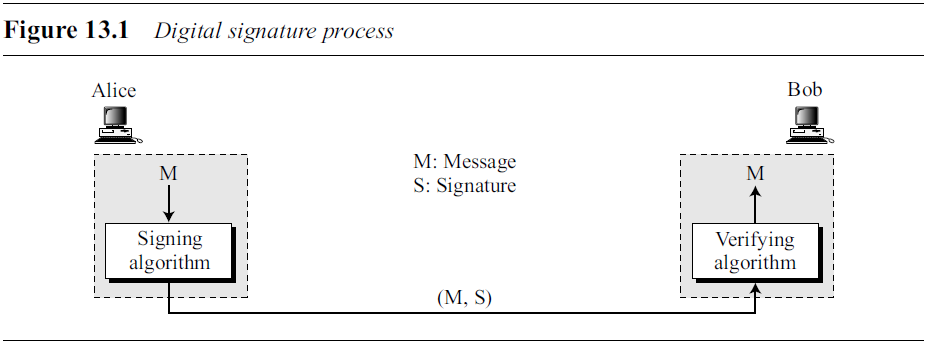 Figure 13.1 Digital signature process
Alice
Bob
M: Message
S: Signature
M
M
Signing
algorithm
Verifying
algorithm
(M, S)